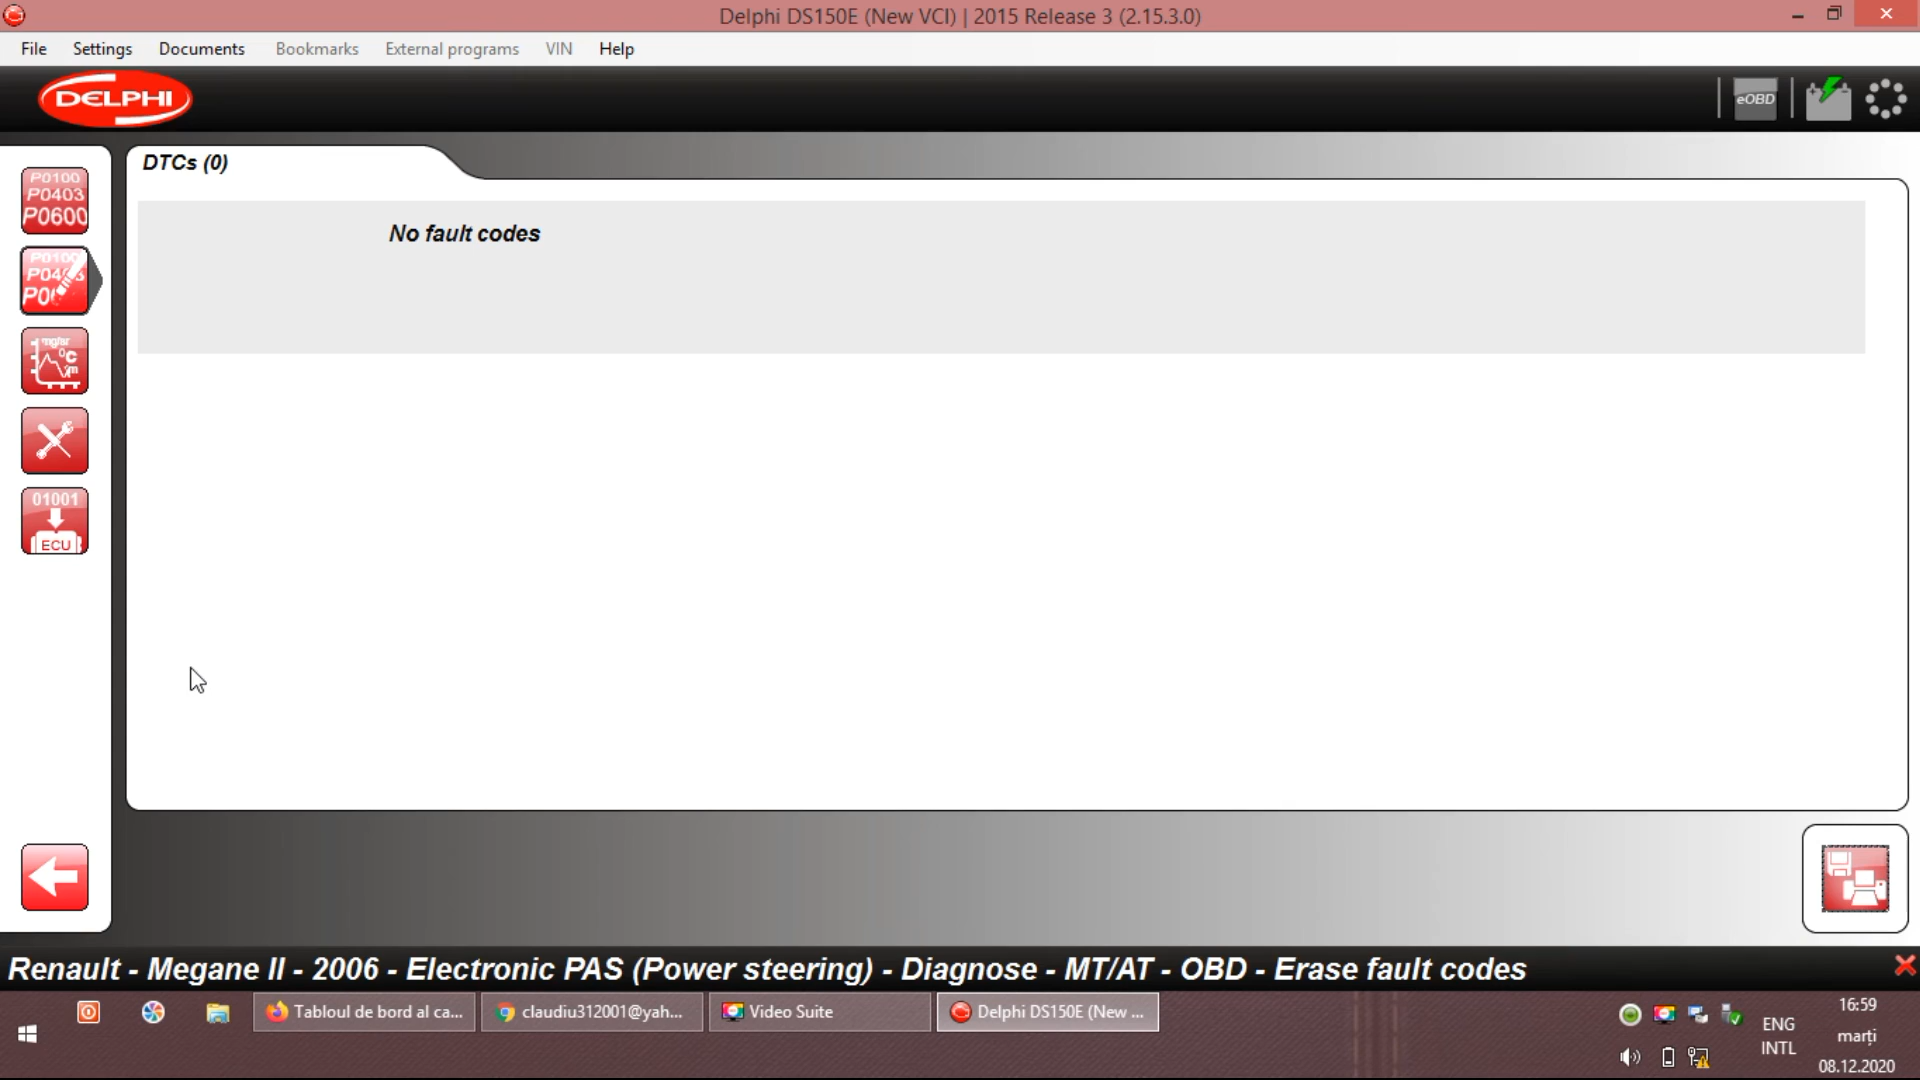 Delphi DS150E (New VCI) | 2015 Release 3 (2.15.3.0)
File Settings Documents Bookmarks External programs VIN Help
DELPHI
eOBD
DTCs (0)
P0100
P0403
P0600
No fault codes
P0100
mg/
°C
01001
ECU
Renault - Megane II - 2006 - Electronic PAS (Power steering) - Diagnose - MT/AT - OBD - Erase fault codes
Tabloul de bord al ca...
claudiu312001@yah...
Video Suite
Delphi DS150E (New ...
ENG
INTL
16:59
marți
08.12.2020